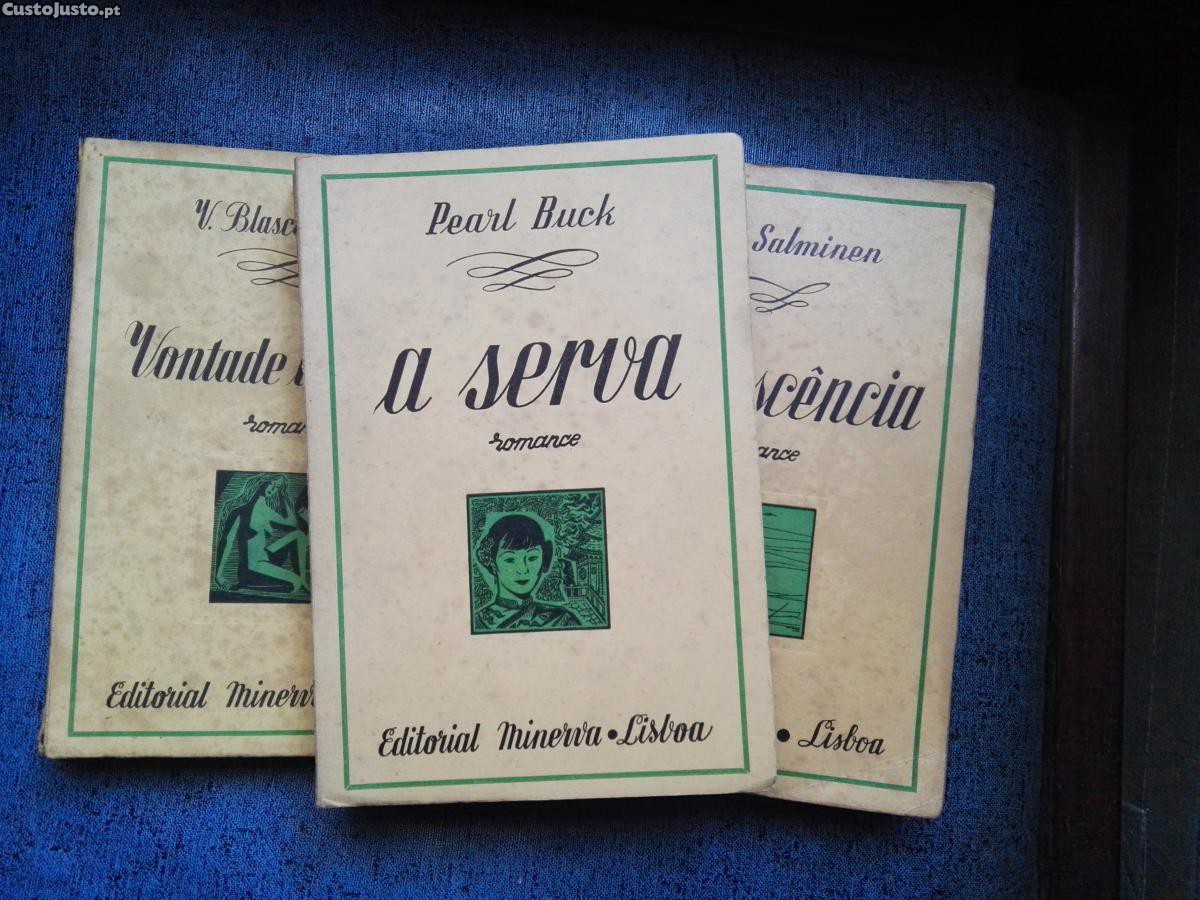 CustoJusto.pt
V. Blasc
Vontade
roman
Editorial Minerv
Pearl Buck
a serva
romance
Editorial Minerva • Lisboa
Salminen
scência
ance
• Lisboa